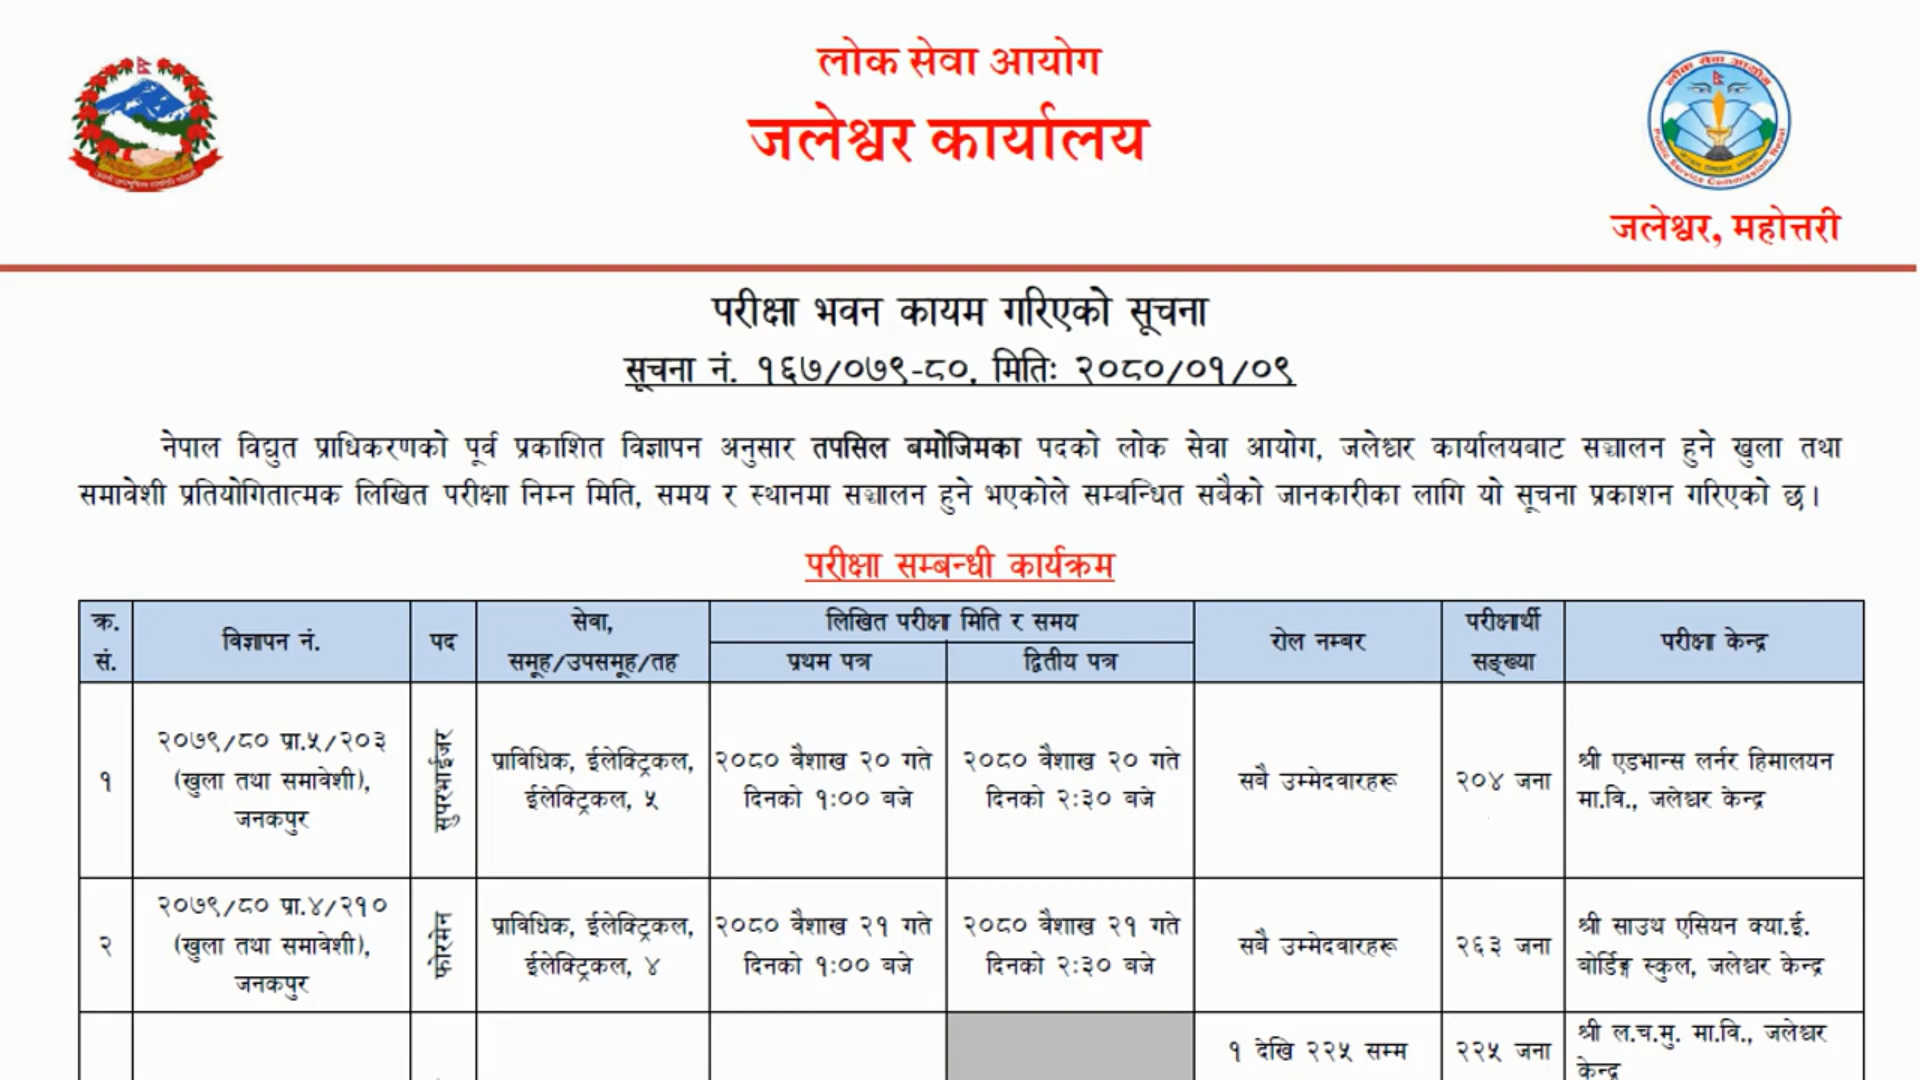 लोक सेवा आयोग
जलेश्वर कार्यालय
लोक सेवा आयोग
Public Service Commission, Nepal
जलेश्वर, महोत्तरी
परीक्षा भवन कायम गरिएको सूचना
सूचना नं. १६७/०७९-८०, मितिः २०८०/०१/०९
नेपाल विद्युत प्राधिकरणको पूर्व प्रकाशित विज्ञापन अनुसार तपसिल बमोजिमका पदको लोक सेवा आयोग, जलेश्वर कार्यालयबाट सञ्चालन हुने खुला तथा
समावेशी प्रतियोगितात्मक लिखित परीक्षा निम्न मिति, समय र स्थानमा सञ्चालन हुने भएकोले सम्बन्धित सबैको जानकारीका लागि यो सूचना प्रकाशन गरिएको छ।
परीक्षा सम्बन्धी कार्यक्रम
क्र. सं.
विज्ञापन नं.
पद
सेवा,
समूह/उपसमूह/तह
लिखित परीक्षा मिति र समय
प्रथम पत्र
द्वितीय पत्र
रोल नम्बर
परीक्षार्थी
सङ्ख्या
परीक्षा केन्द्र
१
२०७९/८० प्रा.५/२०३
(खुला तथा समावेशी),
जनकपुर
सुपरभाईजर
प्राविधिक, ईलेक्ट्रिकल,
ईलेक्ट्रिकल, ५
२०८० वैशाख २० गते
दिनको १:०० बजे
२०८० वैशाख २० गते
दिनको २:३० बजे
सबै उम्मेदवारहरू
२०४ जना
श्री एडभान्स लर्नर हिमालयन
मा.वि., जलेश्वर केन्द्र
२
२०७९/८० प्रा.४/२१०
(खुला तथा समावेशी),
जनकपुर
फोरमेन
प्राविधिक, ईलेक्ट्रिकल,
ईलेक्ट्रिकल, ४
२०८० वैशाख २१ गते
दिनको १:०० बजे
२०८० वैशाख २१ गते
दिनको २:३० बजे
सबै उम्मेदवारहरू
२६३ जना
श्री साउथ एसियन क्या.ई.
बोर्डिङ्ग स्कुल, जलेश्वर केन्द्र
१ देखि २२५ सम्म
२२५ जना
श्री ल.च.मु. मा.वि., जलेश्वर
केन्द्र